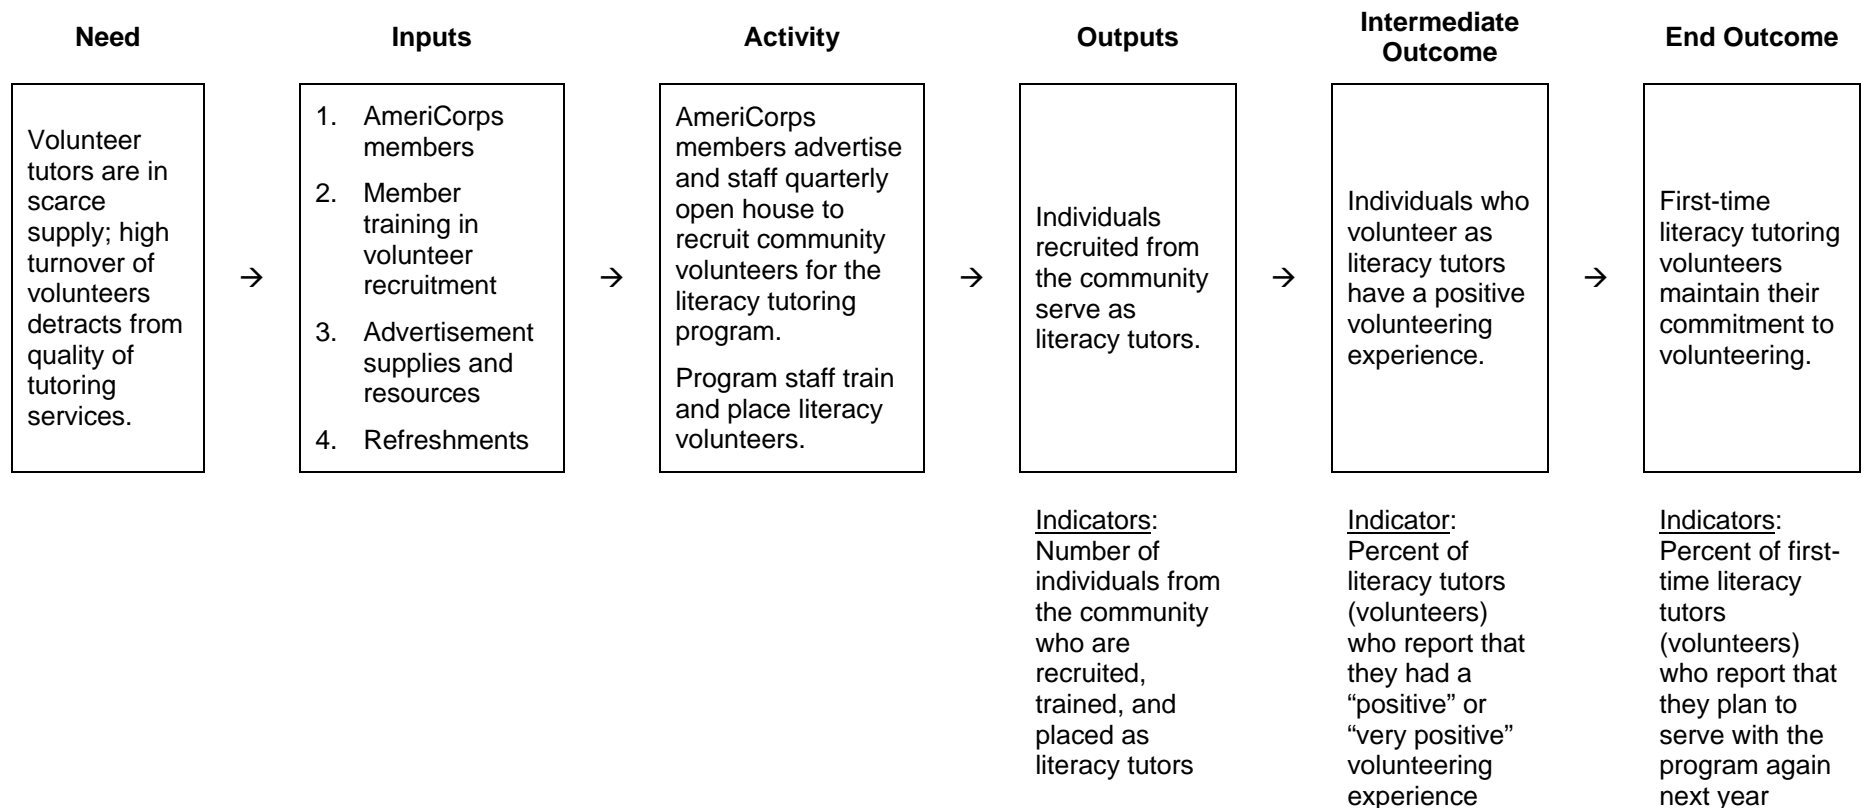 Need
Inputs
Activity
Outputs
Intermediate
Outcome
End Outcome
Volunteer
tutors are in
scarce
supply; high
turnover of
volunteers
detracts from
quality of
tutoring
services.
→
1. AmeriCorps
members
2. Member
training in
volunteer
recruitment
3. Advertisement
supplies and
resources
4. Refreshments
→
AmeriCorps
members advertise
and staff quarterly
open house to
recruit community
volunteers for the
literacy tutoring
program.
Program staff train
and place literacy
volunteers.
→
Individuals
recruited from
the community
serve as
literacy tutors.
→
Individuals who
volunteer as
literacy tutors
have a positive
volunteering
experience.
→
First-time
literacy tutoring
volunteers
maintain their
commitment to
volunteering.
Indicators:
Number of
individuals from
the community
who are
recruited,
trained, and
placed as
literacy tutors
Indicator:
Percent of
literacy tutors
(volunteers)
who report that
they had a
“positive” or
“very positive”
volunteering
experience
Indicators:
Percent of first-
time literacy
tutors
(volunteers)
who report that
they plan to
serve with the
program again
next year